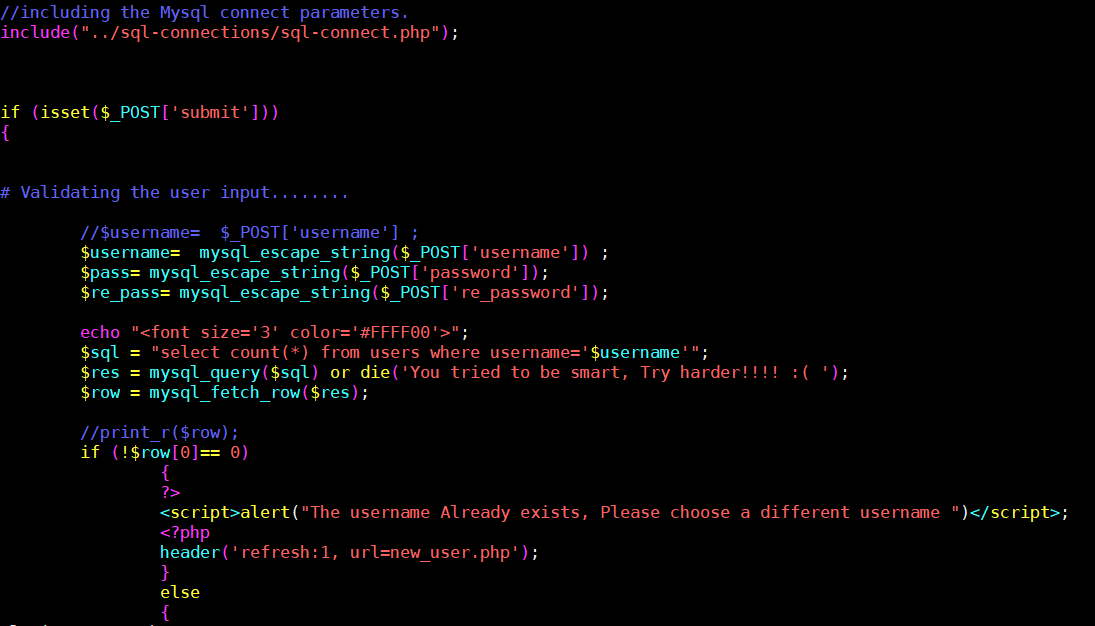 //including the Mysql connect parameters.
include("../sql-connections/sql-connect.php");
if (isset($_POST['submit']))
{
# Validating the user input........
//$username=  $_POST['username'] ;
$username=  mysql_escape_string($_POST['username']) ;
$pass= mysql_escape_string($_POST['password']);
$re_pass= mysql_escape_string($_POST['re_password']);
echo "<font size='3' color='#FFFF00'>";
$sql = "select count(*) from users where username='$username'";
$res = mysql_query($sql) or die('You tried to be smart, Try harder!!!! :( ');
$row = mysql_fetch_row($res);
//print_r($row);
if (!$row[0]== 0)
{
?>
<script>alert("The username Already exists, Please choose a different username ")</script>;
<?php
header('refresh:1, url=new_user.php');
}
else
{